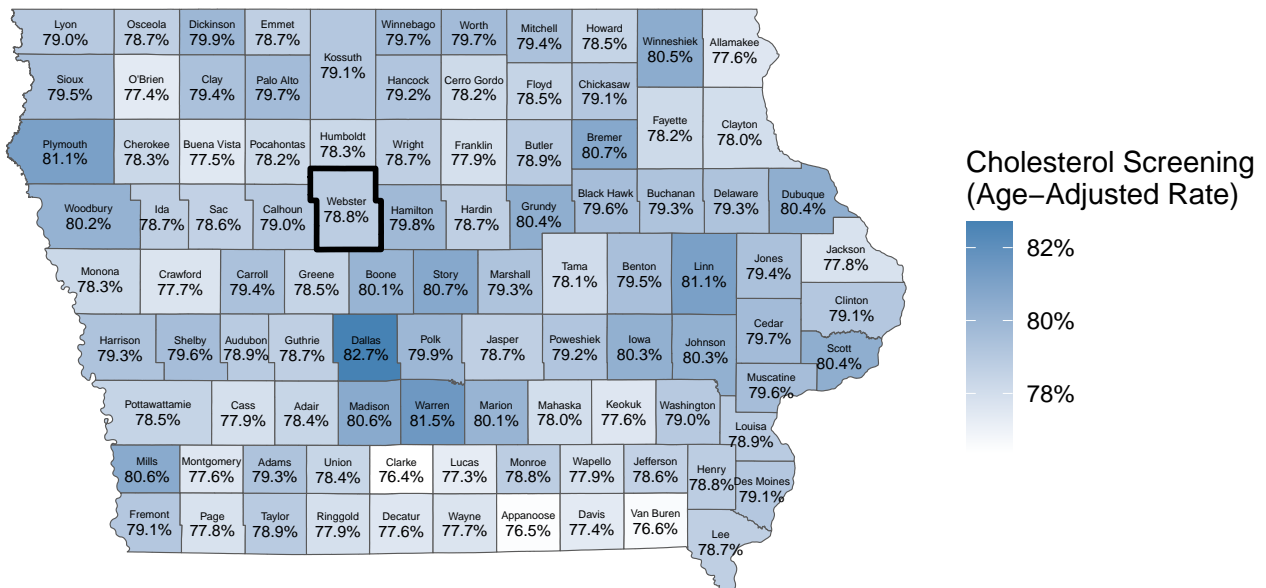 Lyon
79.0%
Osceola
78.7%
Dickinson
79.9%
Emmet
78.7%
Kossuth
79.1%
Winnebago
79.7%
Worth
79.7%
Mitchell
79.4%
Howard
78.5%
Winneshiek
80.5%
Allamakee
77.6%
Sioux
79.5%
O'Brien
77.4%
Clay
79.4%
Palo Alto
79.7%
Hancock
79.2%
Cerro Gordo
78.2%
Floyd
78.5%
Chickasaw
79.1%
Fayette
78.2%
Clayton
78.0%
Plymouth
81.1%
Cherokee
78.3%
Buena Vista
77.5%
Pocahontas
78.2%
Humboldt
78.3%
Wright
78.7%
Franklin
77.9%
Butler
78.9%
Bremer
80.7%
Woodbury
80.2%
Ida
78.7%
Sac
78.6%
Calhoun
79.0%
Webster
78.8%
Hamilton
79.8%
Hardin
78.7%
Grundy
80.4%
Black Hawk
79.6%
Buchanan
79.3%
Delaware
79.3%
Dubuque
80.4%
Monona
78.3%
Crawford
77.7%
Carroll
79.4%
Greene
78.5%
Boone
80.1%
Story
80.7%
Marshall
79.3%
Tama
78.1%
Benton
79.5%
Linn
81.1%
Jones
79.4%
Jackson
77.8%
Clinton
79.1%
Harrison
79.3%
Shelby
79.6%
Audubon
78.9%
Guthrie
78.7%
Dallas
82.7%
Polk
79.9%
Jasper
78.7%
Poweshiek
79.2%
Iowa
80.3%
Johnson
80.3%
Cedar
79.7%
Scott
80.4%
Muscatine
79.6%
Pottawattamie
78.5%
Cass
77.9%
Adair
78.4%
Madison
80.6%
Warren
81.5%
Marion
80.1%
Mahaska
78.0%
Keokuk
77.6%
Washington
79.0%
Louisa
78.9%
Mills
80.6%
Montgomery
77.6%
Adams
79.3%
Union
78.4%
Clarke
76.4%
Lucas
77.3%
Monroe
78.8%
Wapello
77.9%
Jefferson
78.6%
Henry
78.8%
Des Moines
79.1%
Fremont
79.1%
Page
77.8%
Taylor
78.9%
Ringgold
77.9%
Decatur
77.6%
Wayne
77.7%
Appanoose
76.5%
Davis
77.4%
Van Buren
76.6%
Lee
78.7%
Cholesterol Screening
(Age−Adjusted Rate)
82%
80%
78%